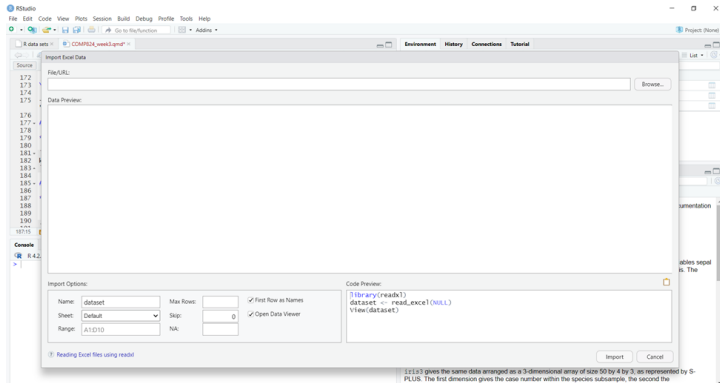 RStudio
File Edit Code View Plots Session Build Debug Profile Tools Help
Go to file/function Addins Project: (None)
R data sets COMP824_week3.qmd* Environment History Connections Tutorial
Import Excel Data List
Source
File/URL:
Browse...
172
173
174
175
Data Preview:
176
177
178
179
180
181
182
183
184
185
186
187
188
189
190
187:15
umentation
Console
R 4.2.
>
ables sepal
is. The
Import Options:
Code Preview:
Name: dataset Max Rows: First Row as Names
Sheet: Default Skip: 0 Open Data Viewer
Range: A1:D10 NA:
library(readxl)
dataset <- read_excel(NULL)
View(dataset)
Reading Excel files using readxl
Import Cancel
iris3 gives the same data arranged as a 3-dimensional array of size 50 by 4 by 3, as represented by S-
PLUS. The first dimension gives the case number within the species subsample, the second the